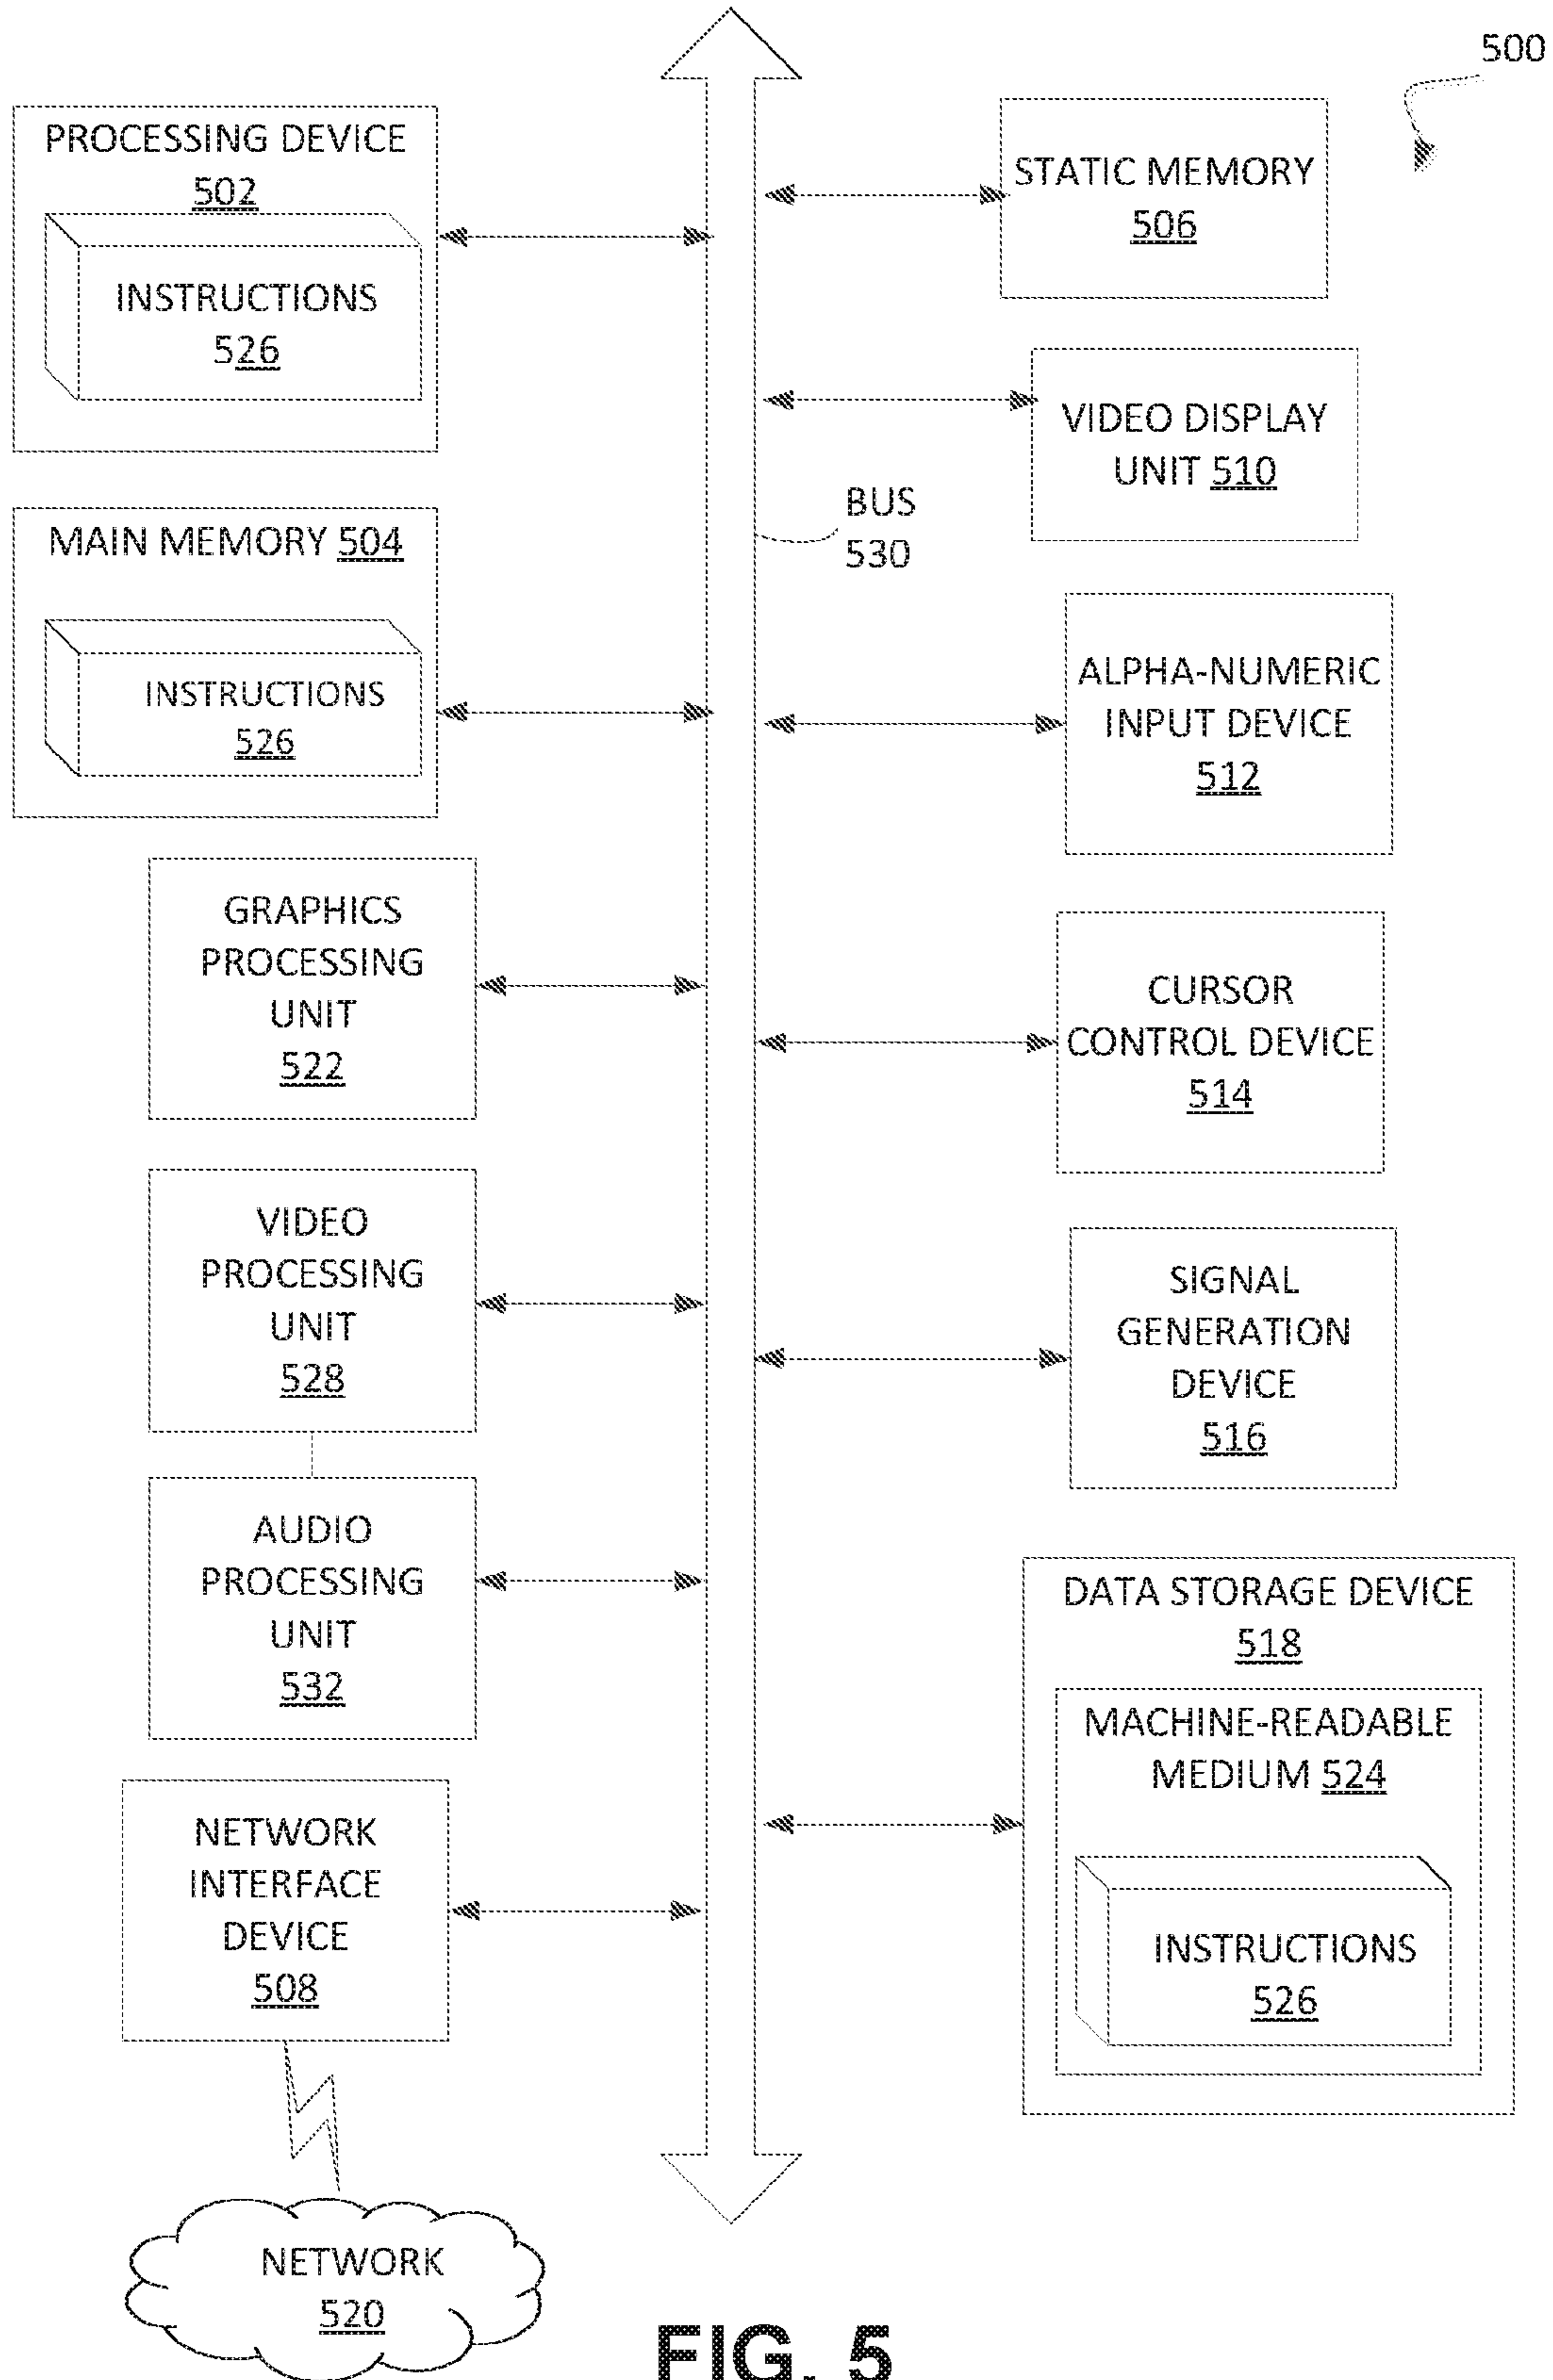 500
PROCESSING DEVICE
502
INSTRUCTIONS
526
MAIN MEMORY 504
INSTRUCTIONS
526
GRAPHICS
PROCESSING
UNIT
522
VIDEO
PROCESSING
UNIT
528
AUDIO
PROCESSING
UNIT
532
NETWORK
INTERFACE
DEVICE
508
NETWORK
520
BUS
530
STATIC MEMORY
506
VIDEO DISPLAY
UNIT 510
ALPHA-NUMERIC
INPUT DEVICE
512
CURSOR
CONTROL DEVICE
514
SIGNAL
GENERATION
DEVICE
516
DATA STORAGE DEVICE
518
MACHINE-READABLE
MEDIUM 524
INSTRUCTIONS
526
FIG. 5